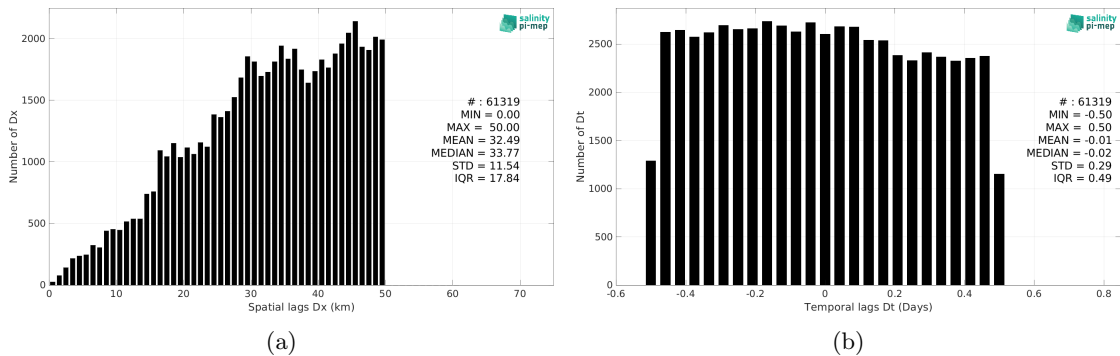 salinity
pi-mep
2000
1500
1000
500
0
0
10
20
30
40
50
60
70
Number of Dx
Spatial lags Dx (km)
# : 61319
MIN = 0.00
MAX = 50.00
MEAN = 32.49
MEDIAN = 33.77
STD = 11.54
IQR = 17.84
(a)
salinity
pi-mep
2500
2000
1500
1000
500
0
-0.6
-0.4
-0.2
0
0.2
0.4
0.6
0.8
Number of Dt
Temporal lags Dt (Days)
# : 61319
MIN = -0.50
MAX = 0.50
MEAN = -0.01
MEDIAN = -0.02
STD = 0.29
IQR = 0.49
(b)